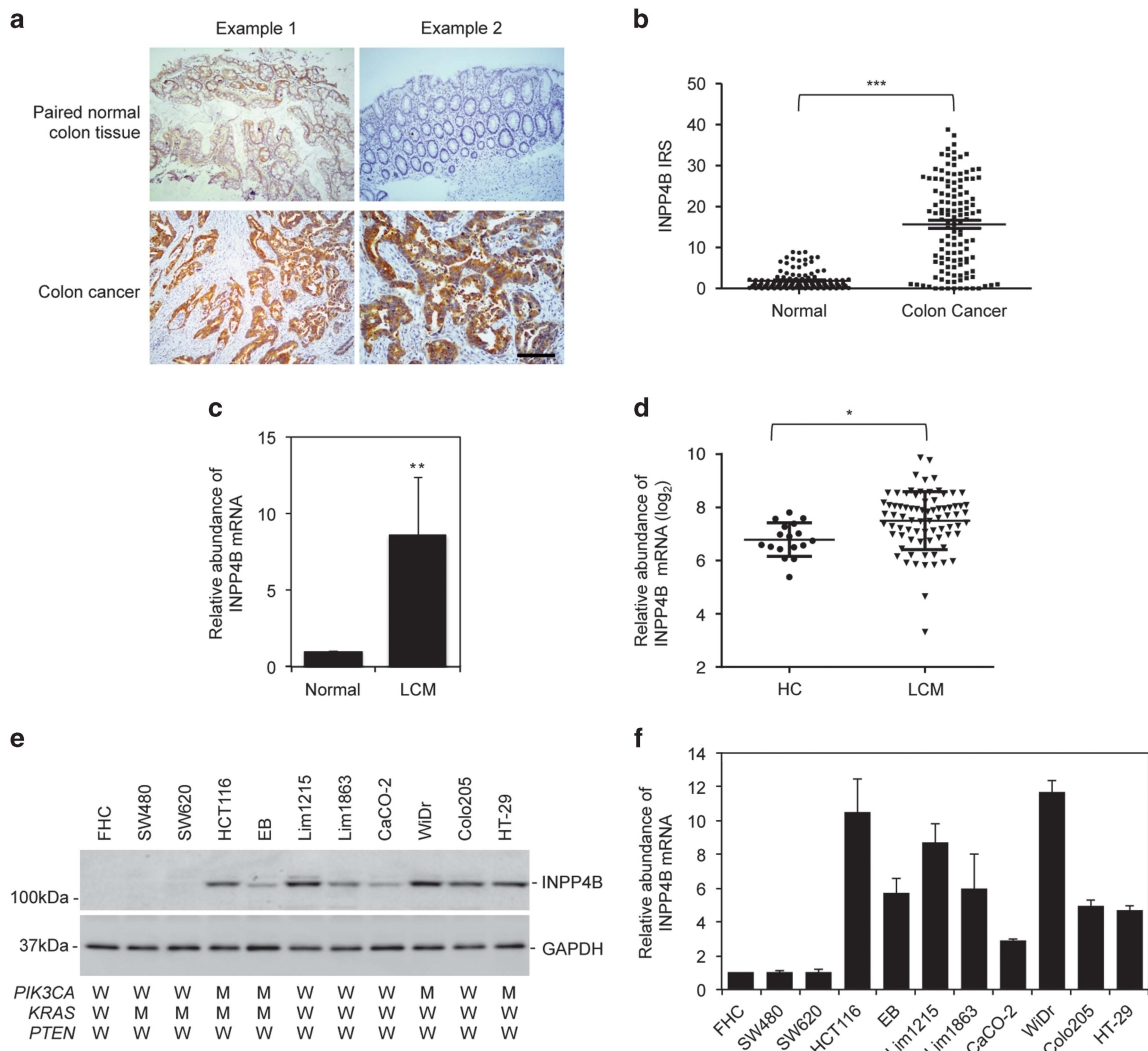 a
Example 1
Example 2
Paired normal
colon tissue
Colon cancer
b
INPP4B IRS
50
40
30
20
10
0
***
Normal
Colon Cancer
c
Relative abundance of
INPP4B mRNA
15
10
5
0
**
Normal
LCM
d
Relative abundance of
INPP4B mRNA (log2)
10
8
6
4
2
*
HC
LCM
e
FHC
SW480
SW620
HCT116
EB
Lim1215
Lim1863
CaCO-2
WiDr
Colo205
HT-29
100kDa -
- INPP4B
37kDa -
- GAPDH
PIK3CA W W W M M W W W M W M
KRAS W M M M M W W W W W W
PTEN W W W W W W W W W W W
f
Relative abundance of
INPP4B mRNA
14
12
10
8
6
4
2
0
FHC
SW480
SW620
HCT116
EB
Lim1215
Lim1863
CaCO-2
WiDr
Colo205
HT-29